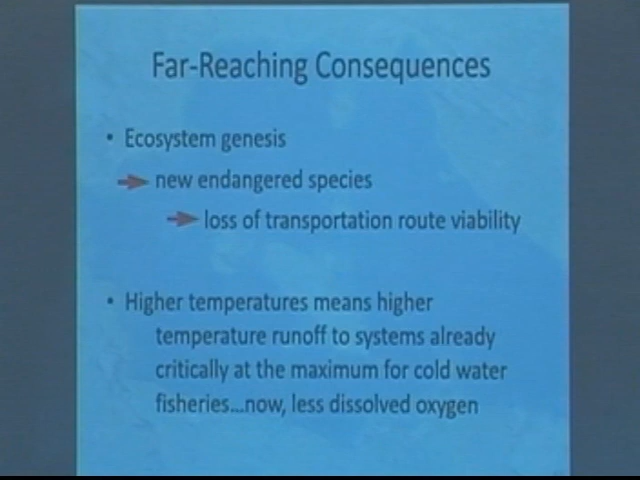 Far-Reaching Consequences
• Ecosystem genesis
new endangered species
loss of transportation route viability
• Higher temperatures means higher
temperature runoff to systems already
critically at the maximum for cold water
fisheries...now, less dissolved oxygen